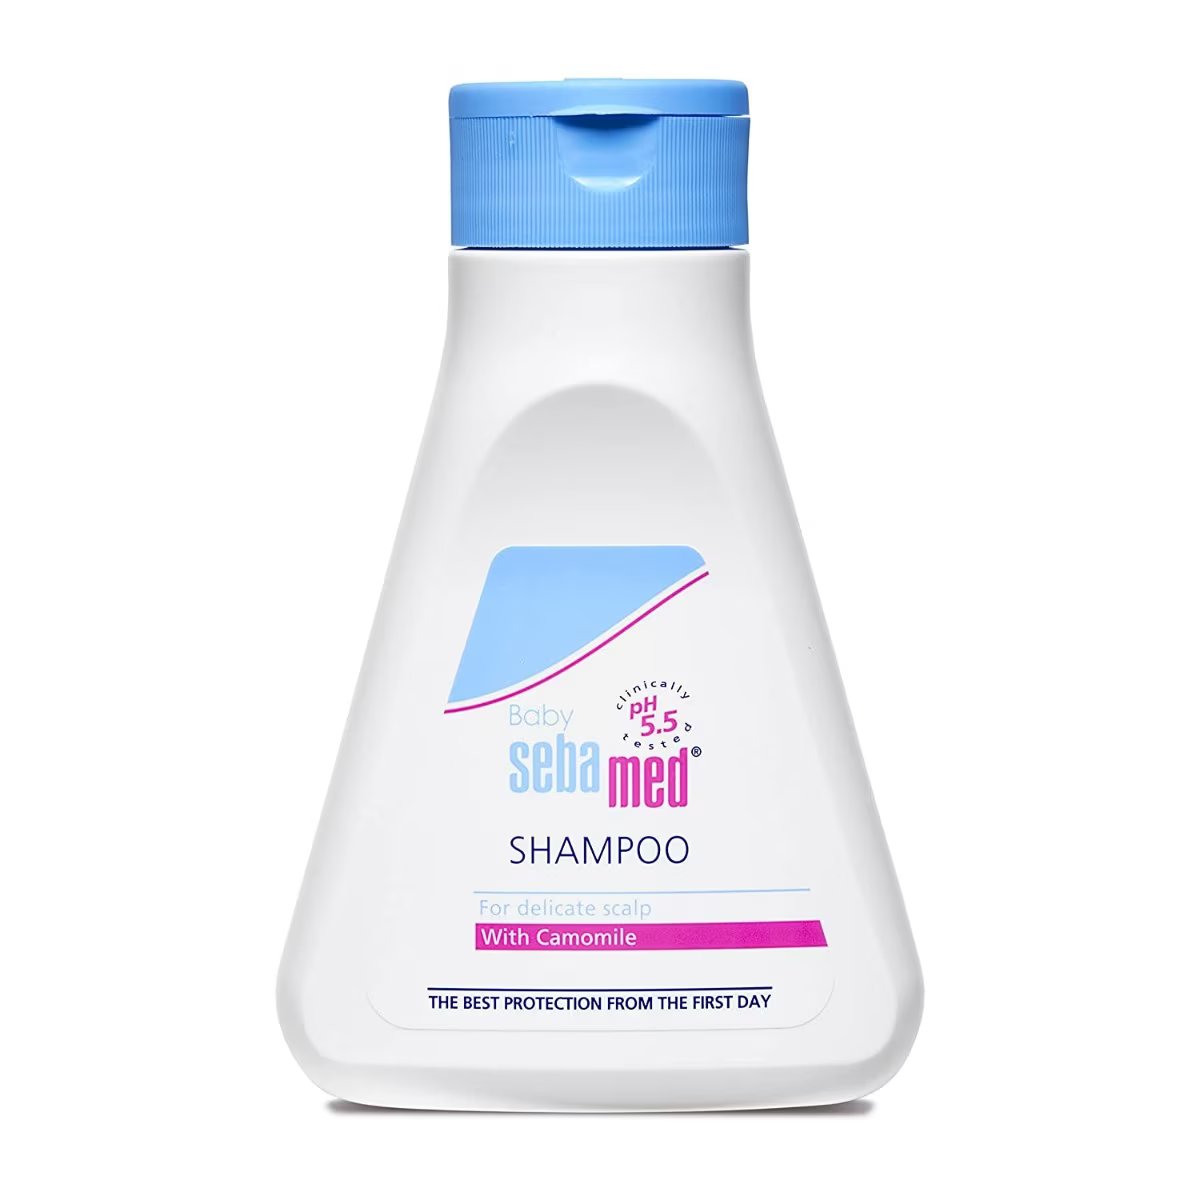 clinically
pH
5.5
tested
Baby
sebamed®
SHAMPOO
For delicate scalp
With Camomile
THE BEST PROTECTION FROM THE FIRST DAY